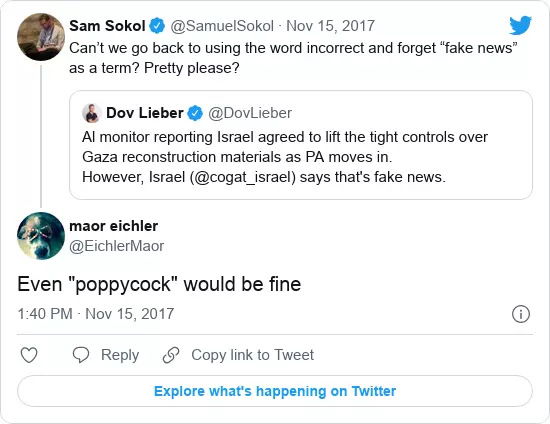 Sam Sokol @SamuelSokol · Nov 15, 2017
Can’t we go back to using the word incorrect and forget “fake news”
as a term? Pretty please?
Dov Lieber @DovLieber
Al monitor reporting Israel agreed to lift the tight controls over
Gaza reconstruction materials as PA moves in.
However, Israel (@cogat_israel) says that's fake news.
maor eichler
@EichlerMaor
Even "poppycock" would be fine
1:40 PM · Nov 15, 2017
Reply Copy link to Tweet
Explore what's happening on Twitter